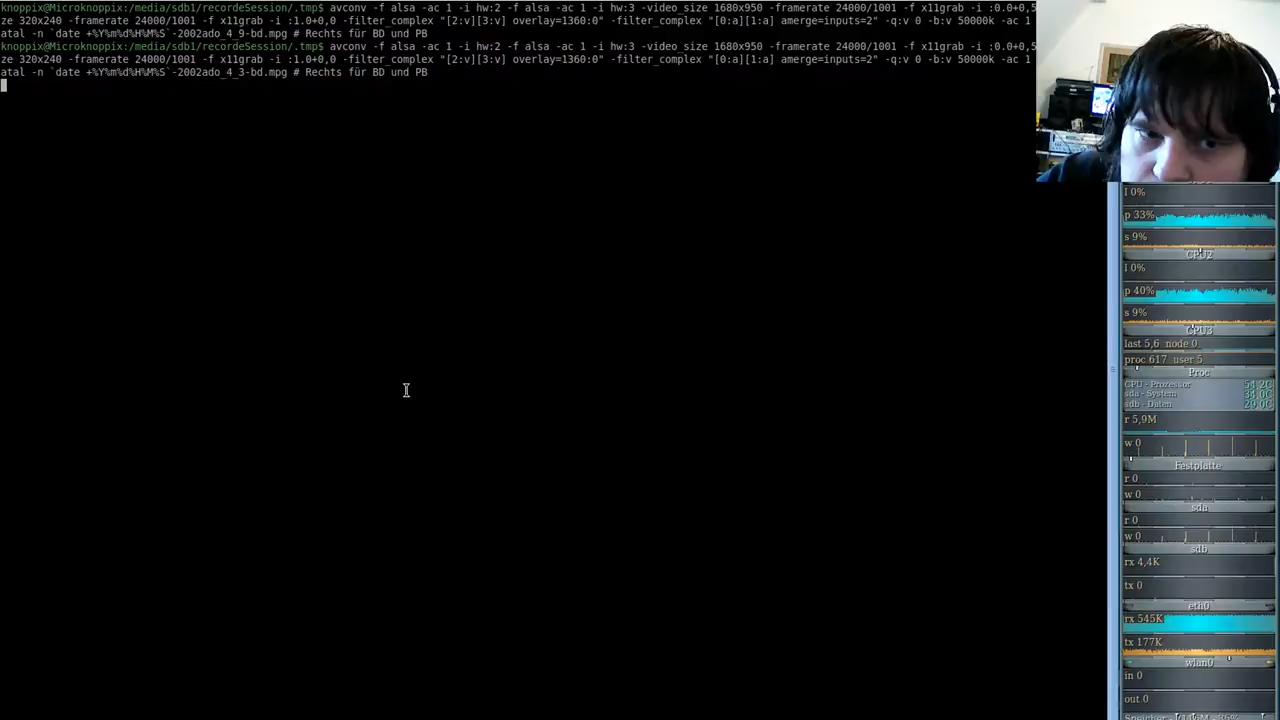 knoppix@Microknoppix:/media/sdb1/recordeSession/.tmp$ avconv -f alsa -ac 1 -i hw:2 -f alsa -ac 1 -i hw:3 -video_size 1680x950 -framerate 24000/1001 -f x11grab -i :0.0+0,5
ze 320x240 -framerate 24000/1001 -f x11grab -i :1.0+0,0 -filter_complex "[2:v][3:v] overlay=1360:0" -filter_complex "[0:a][1:a] amerge=inputs=2" -q:v 0 -b:v 50000k -ac 1
atal -n `date +%Y%m%d%H%M%S`-2002ado_4_9-bd.mpg # Rechts für BD und PB
knoppix@Microknoppix:/media/sdb1/recordeSession/.tmp$ avconv -f alsa -ac 1 -i hw:2 -f alsa -ac 1 -i hw:3 -video_size 1680x950 -framerate 24000/1001 -f x11grab -i :0.0+0,5
ze 320x240 -framerate 24000/1001 -f x11grab -i :1.0+0,0 -filter_complex "[2:v][3:v] overlay=1360:0" -filter_complex "[0:a][1:a] amerge=inputs=2" -q:v 0 -b:v 50000k -ac 1
atal -n `date +%Y%m%d%H%M%S`-2002ado_4_3-bd.mpg # Rechts für BD und PB
I 0%
p 33%
s 9%
CPU2
I 0%
p 40%
s 9%
CPU3
last 5,6 node 0
proc 617 user 5
Proc
CPU - Prozessor 54,2C
sda - System 34,0C
sdb - Daten 29,0C
r 5,9M
w 0
Festplatte
r 0
w 0
sda
r 0
w 0
sdb
rx 4,4K
tx 0
eth0
rx 545K
tx 177K
wlan0
in 0
out 0